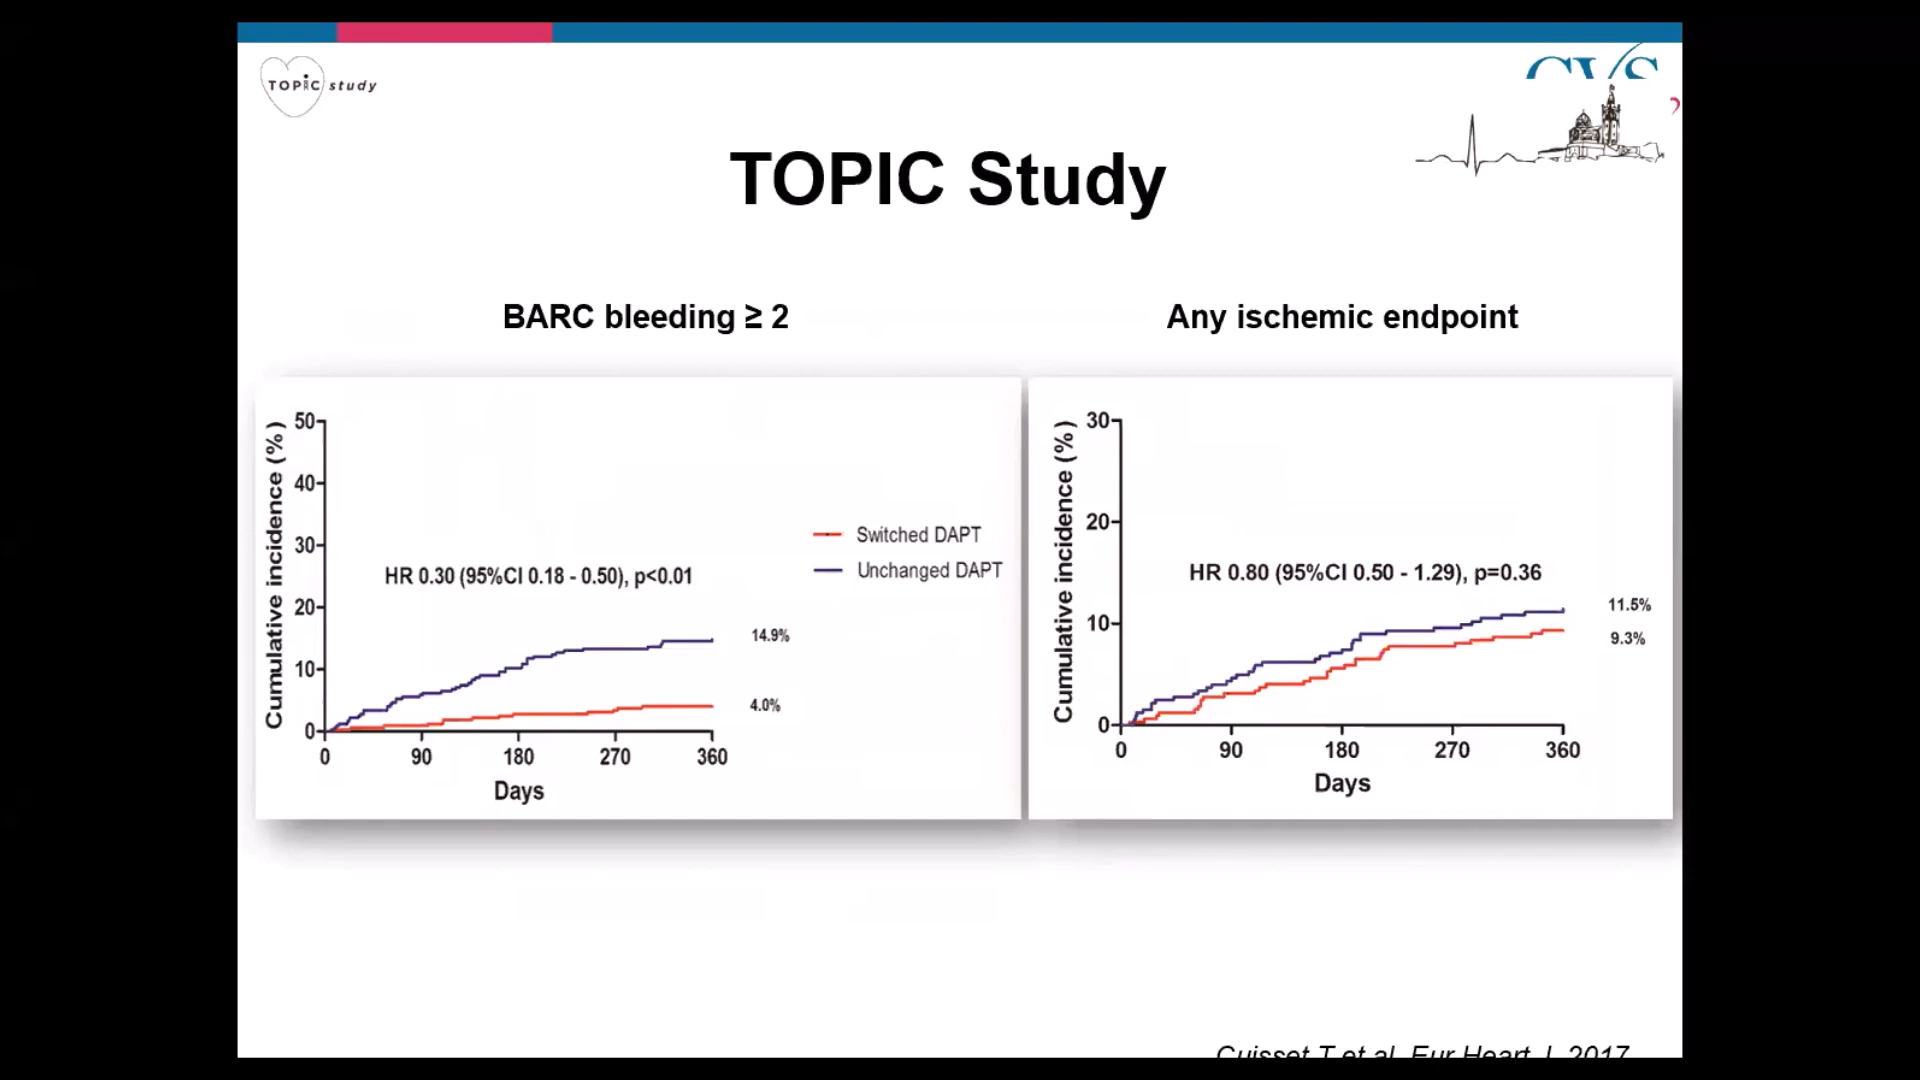 TOPIC study
CVS
TOPIC Study
BARC bleeding ≥ 2
Any ischemic endpoint
Cumulative incidence (%)
50
40
30
20
10
0
HR 0.30 (95%CI 0.18 - 0.50), p<0.01
Switched DAPT
Unchanged DAPT
14.9%
4.0%
0 90 180 270 360
Days
Cumulative incidence (%)
30
20
10
0
HR 0.80 (95%CI 0.50 - 1.29), p=0.36
11.5%
9.3%
0 90 180 270 360
Days
Cuisset T et al. Eur Heart J. 2017